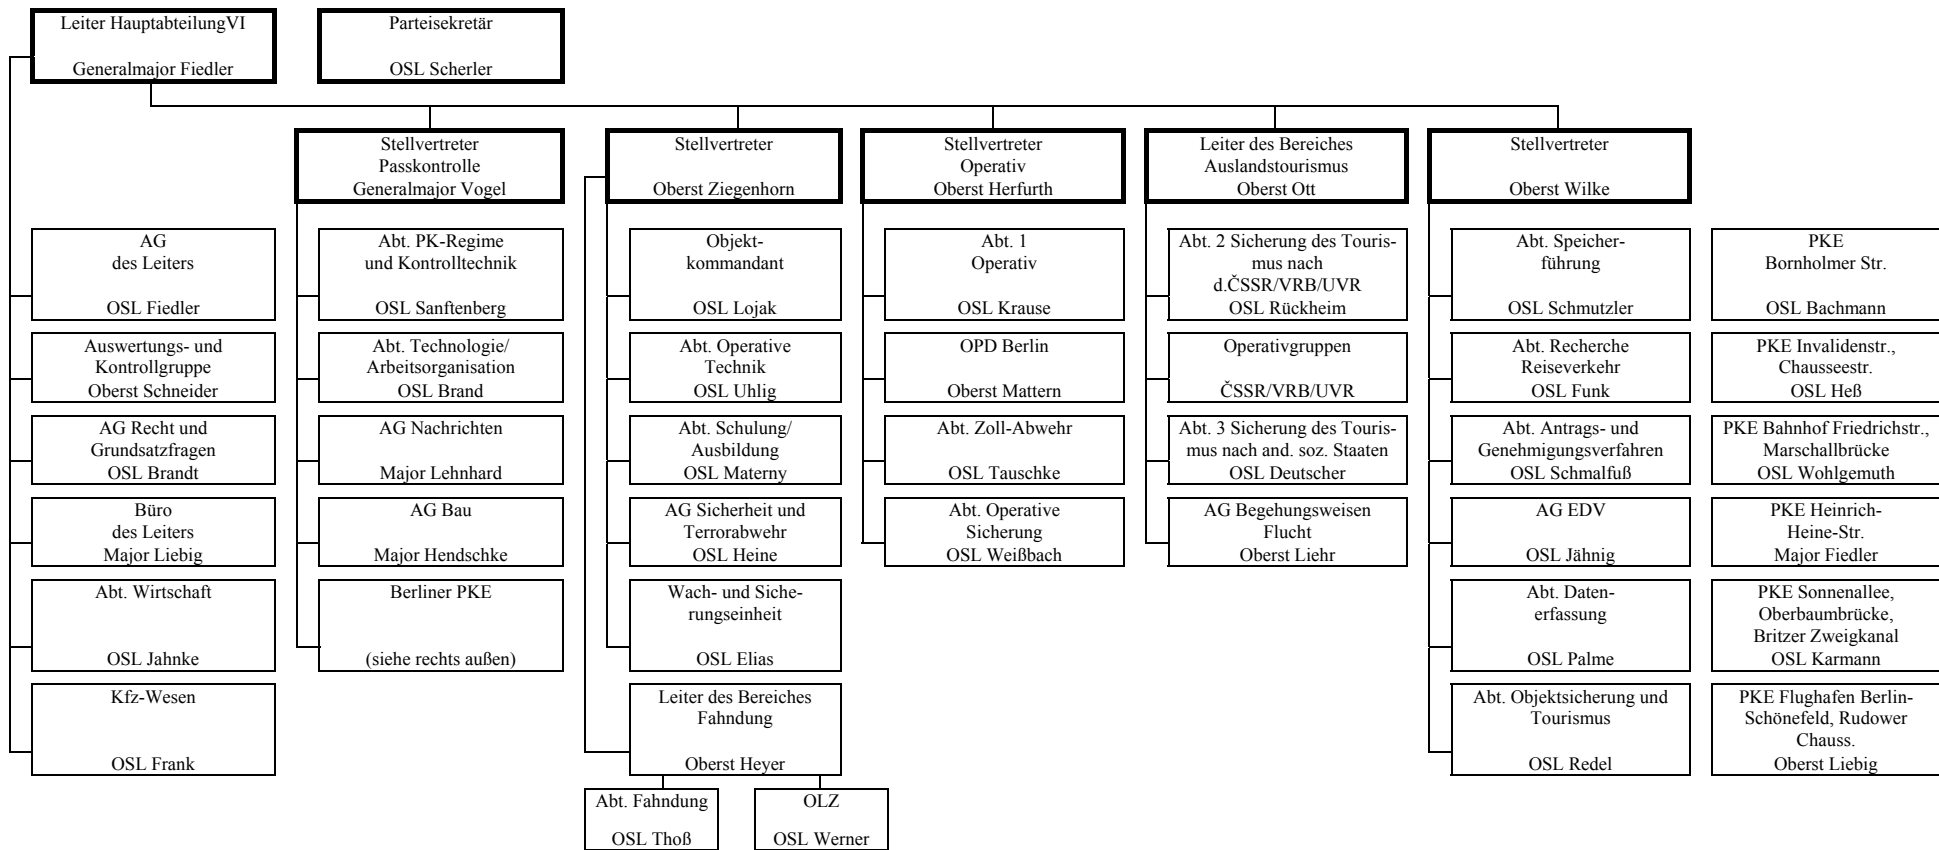 Leiter HauptabteilungVI
Generalmajor Fiedler
Parteisekretär
OSL Scherler
Stellvertreter
Passkontrolle
Generalmajor Vogel
Stellvertreter
Oberst Ziegenhorn
Stellvertreter
Operativ
Oberst Herfurth
Leiter des Bereiches
Auslandstourismus
Oberst Ott
Stellvertreter
Oberst Wilke
AG
des Leiters
OSL Fiedler
Abt. PK-Regime
und Kontrolltechnik
OSL Sanftenberg
Objekt-
kommandant
OSL Lojak
Abt. 1
Operativ
OSL Krause
Abt. 2 Sicherung des Touris-
mus nach
d.ČSSR/VRB/UVR
OSL Rückheim
Abt. Speicher-
führung
OSL Schmutzler
PKE
Bornholmer Str.
OSL Bachmann
Auswertungs- und
Kontrollgruppe
Oberst Schneider
Abt. Technologie/
Arbeitsorganisation
OSL Brand
Abt. Operative
Technik
OSL Uhlig
OPD Berlin
Oberst Mattern
Operativgruppen
ČSSR/VRB/UVR
Abt. Recherche
Reiseverkehr
OSL Funk
PKE Invalidenstr.,
Chausseestr.
OSL Heß
AG Recht und
Grundsatzfragen
OSL Brandt
AG Nachrichten
Major Lehnhard
Abt. Schulung/
Ausbildung
OSL Materny
Abt. Zoll-Abwehr
OSL Tauschke
Abt. 3 Sicherung des Touris-
mus nach and. soz. Staaten
OSL Deutscher
Abt. Antrags- und
Genehmigungsverfahren
OSL Schmalfuß
PKE Bahnhof Friedrichstr.,
Marschallbrücke
OSL Wohlgemuth
Büro
des Leiters
Major Liebig
AG Bau
Major Hendschke
AG Sicherheit und
Terrorabwehr
OSL Heine
Abt. Operative
Sicherung
OSL Weißbach
AG Begehungsweisen
Flucht
Oberst Liehr
AG EDV
OSL Jähnig
PKE Heinrich-
Heine-Str.
Major Fiedler
Abt. Wirtschaft
OSL Jahnke
Berliner PKE
(siehe rechts außen)
Wach- und Siche-
rungseinheit
OSL Elias
Abt. Daten-
erfassung
OSL Palme
PKE Sonnenallee,
Oberbaumbrücke,
Britzer Zweigkanal
OSL Karmann
Kfz-Wesen
OSL Frank
Leiter des Bereiches
Fahndung
Oberst Heyer
Abt. Objektsicherung und
Tourismus
OSL Redel
PKE Flughafen Berlin-
Schönefeld, Rudower
Chauss.
Oberst Liebig
Abt. Fahndung
OSL Thoß
OLZ
OSL Werner